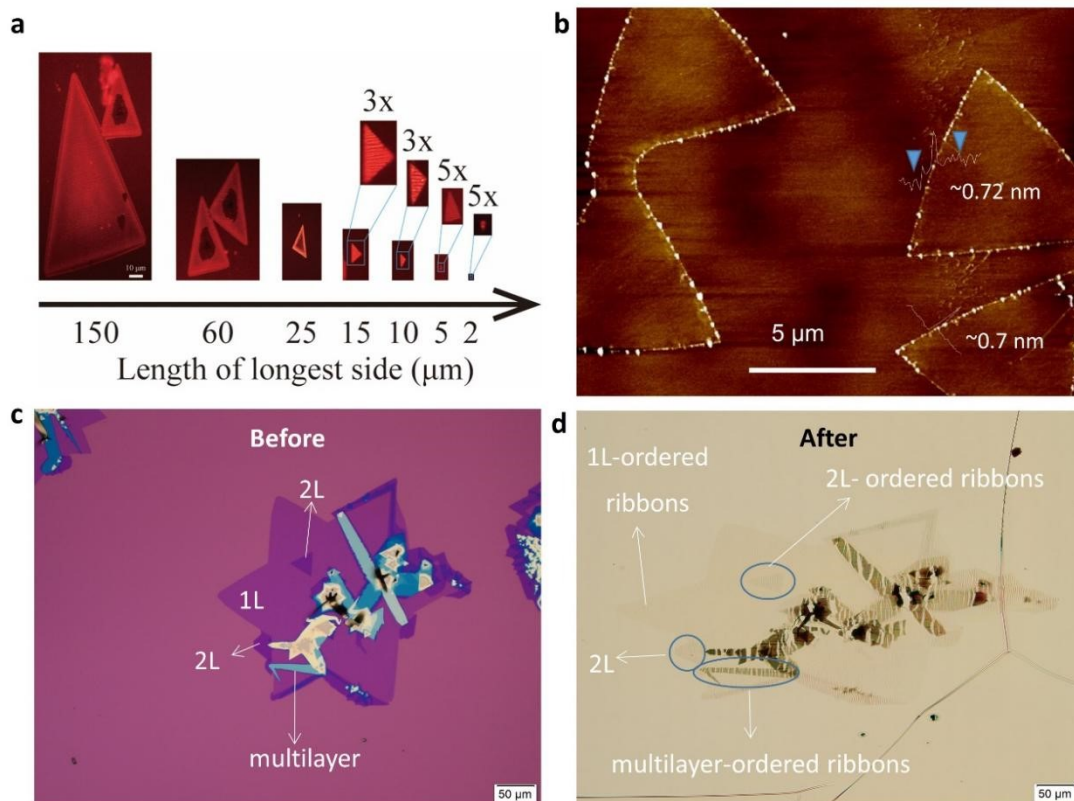 a
3x
3x
5x
5x
10 µm
150 60 25 15 10 5 2
Length of longest side (µm)
b
~0.72 nm
5 µm
~0.7 nm
c
Before
2L
1L
2L
multilayer
50 µm
d
After
1L-ordered
ribbons
2L- ordered ribbons
2L
multilayer-ordered ribbons
50 µm